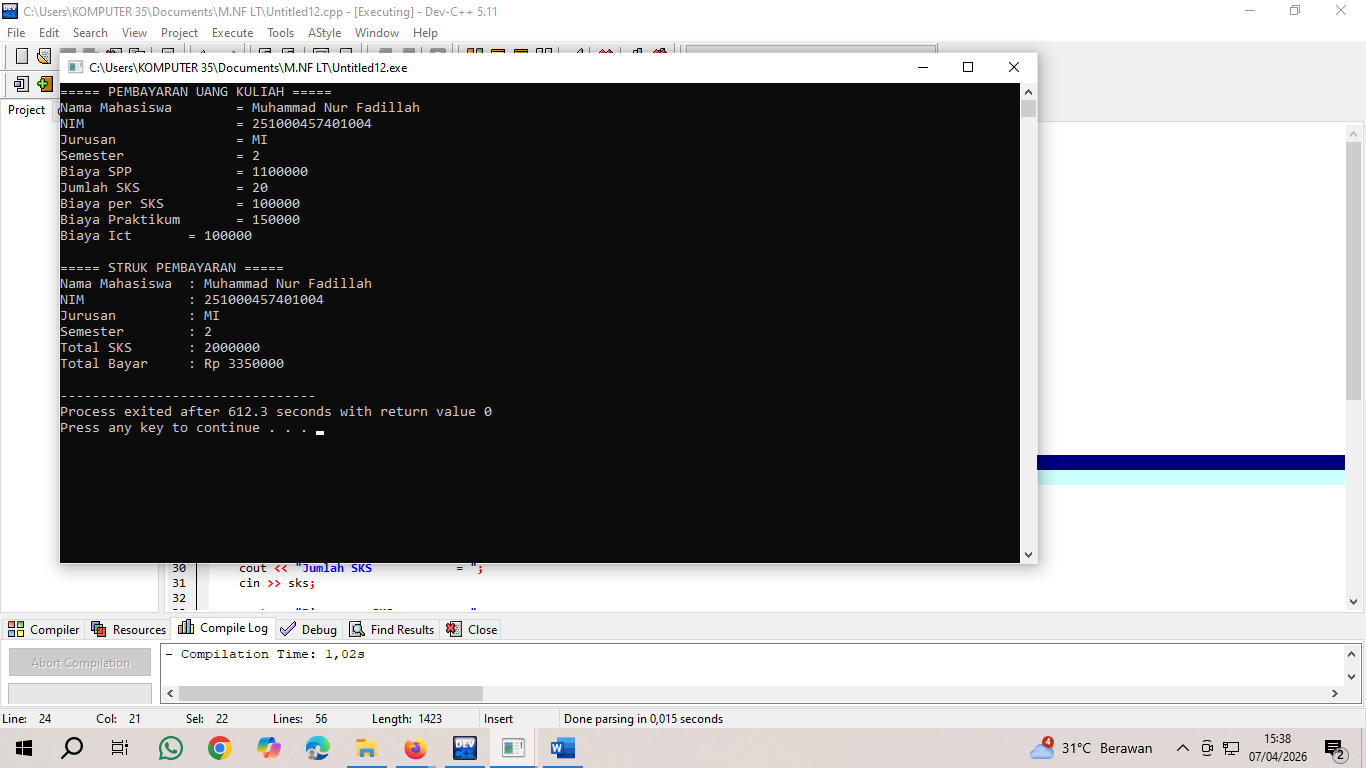 C:\Users\KOMPUTER 35\Documents\M.NF LT\Untitled12.cpp - [Executing] - Dev-C++ 5.11
File Edit Search View Project Execute Tools AStyle Window Help
C:\Users\KOMPUTER 35\Documents\M.NF LT\Untitled12.exe
Project
===== PEMBAYARAN UANG KULIAH =====
Nama Mahasiswa        = Muhammad Nur Fadillah
NIM                   = 251000457401004
Jurusan               = MI
Semester              = 2
Biaya SPP             = 1100000
Jumlah SKS            = 20
Biaya per SKS         = 100000
Biaya Praktikum       = 150000
Biaya Ict       = 100000
===== STRUK PEMBAYARAN =====
Nama Mahasiswa  : Muhammad Nur Fadillah
NIM             : 251000457401004
Jurusan         : MI
Semester        : 2
Total SKS       : 2000000
Total Bayar     : Rp 3350000
--------------------------------
Process exited after 612.3 seconds with return value 0
Press any key to continue . . .
30 cout << "Jumlah SKS            = ";
31 cin >> sks;
32
Compiler Resources Compile Log Debug Find Results Close
Abort Compilation
- Compilation Time: 1,02s
Line: 24 Col: 21 Sel: 22 Lines: 56 Length: 1423 Insert Done parsing in 0,015 seconds
DEV C++ W 4 31°C Berawan 15:38
07/04/2026 2